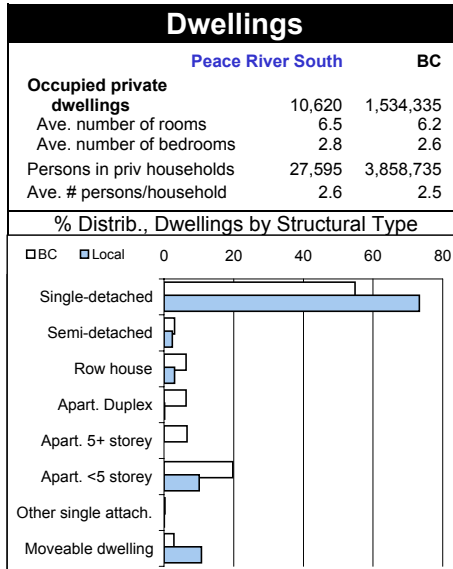 Dwellings
Peace River South BC
Occupied private
dwellings 10,620 1,534,335
Ave. number of rooms 6.5 6.2
Ave. number of bedrooms 2.8 2.6
Persons in priv households 27,595 3,858,735
Ave. # persons/household 2.6 2.5
% Distrib., Dwellings by Structural Type
BC Local 0 20 40 60 80
Single-detached
Semi-detached
Row house
Apart. Duplex
Apart. 5+ storey
Apart. <5 storey
Other single attach.
Moveable dwelling